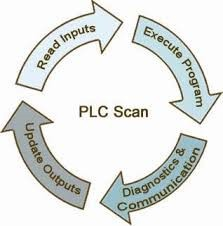 Read Inputs
Execute Program
PLC Scan
Diagnostics &
Communication
Update Outputs